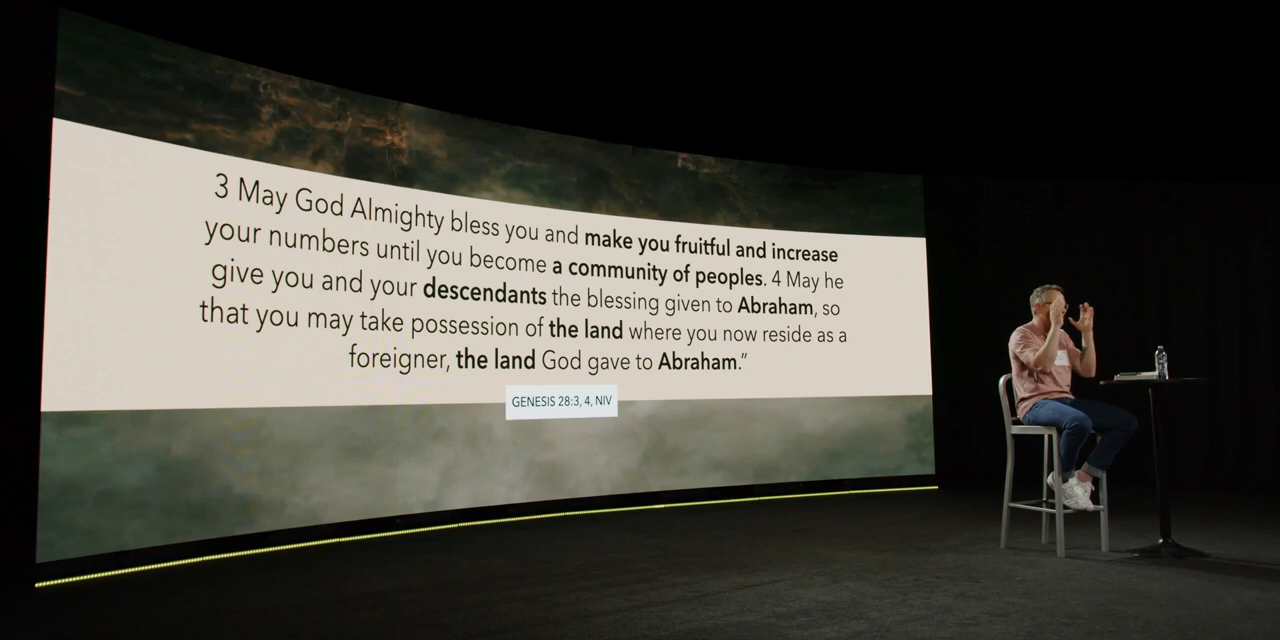 3 May God Almighty bless you and make you fruitful and increase
your numbers until you become a community of peoples. 4 May he
give you and your descendants the blessing given to Abraham, so
that you may take possession of the land where you now reside as a
foreigner, the land God gave to Abraham.”
GENESIS 28:3, 4, NIV